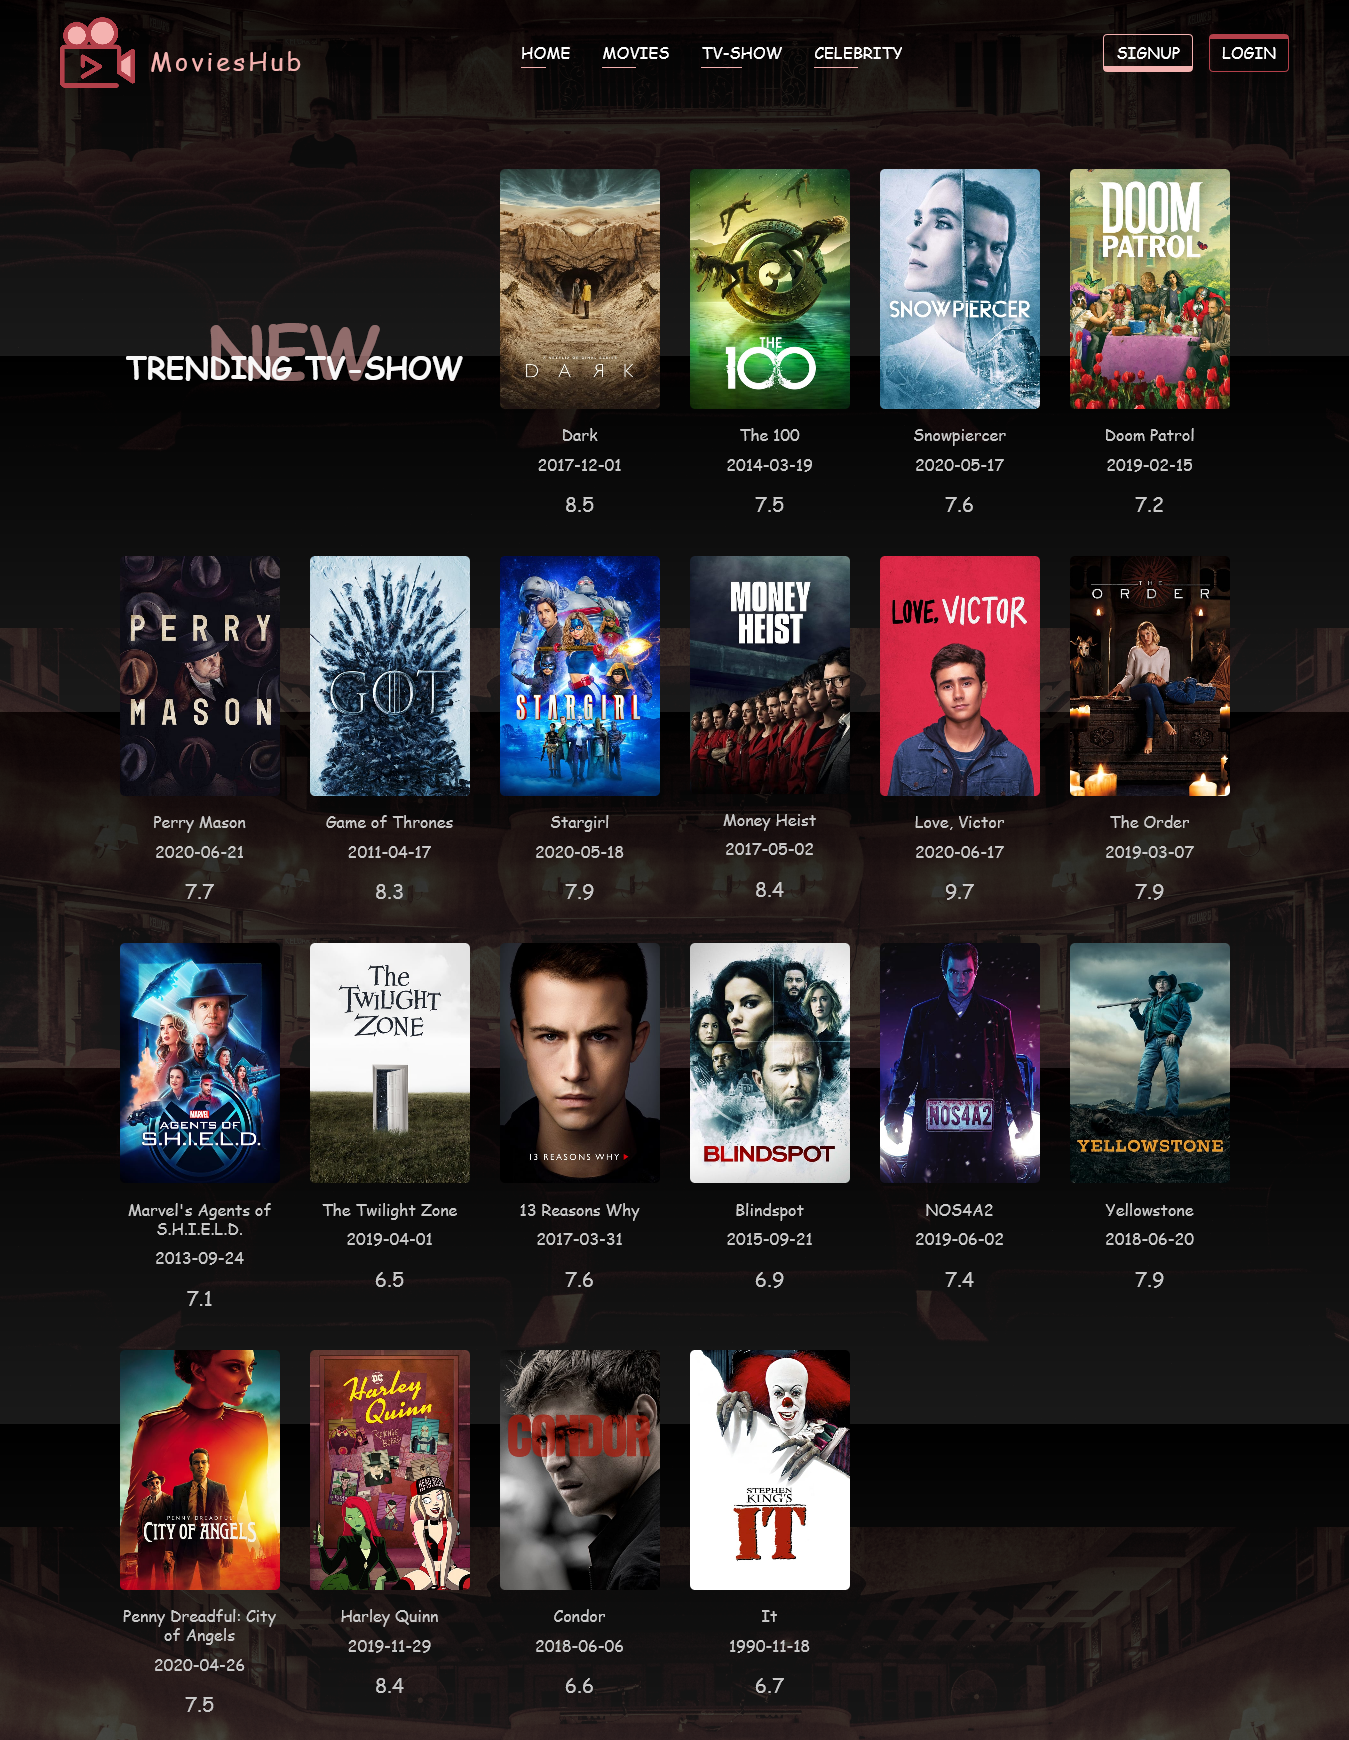 MoviesHub
HOME MOVIES TV-SHOW CELEBRITY
SIGNUP LOGIN
NEW
TRENDING TV-SHOW
DARK
THE
100
SNOWPIERCER
DOOM
PATROL
Dark
2017-12-01
8.5
The 100
2014-03-19
7.5
Snowpiercer
2020-05-17
7.6
Doom Patrol
2019-02-15
7.2
PERRY
MASON
GOT
STARGIRL
MONEY
HEIST
LOVE, VICTOR
THE
ORDER
Perry Mason
2020-06-21
7.7
Game of Thrones
2011-04-17
8.3
Stargirl
2020-05-18
7.9
Money Heist
2017-05-02
8.4
Love, Victor
2020-06-17
9.7
The Order
2019-03-07
7.9
MARVEL
AGENTS OF
S.H.I.E.L.D.
The
TWILIGHT
ZONE
13 REASONS WHY
BLINDSPOT
NOS4A2
YELLOWSTONE
Marvel's Agents of
S.H.I.E.L.D.
2013-09-24
7.1
The Twilight Zone
2019-04-01
6.5
13 Reasons Why
2017-03-31
7.6
Blindspot
2015-09-21
6.9
NOS4A2
2019-06-02
7.4
Yellowstone
2018-06-20
7.9
PENNY DREADFUL
CITY OF ANGELS
DC
Harley
Quinn
CONDOR
STEPHEN
KING'S
IT
Penny Dreadful: City
of Angels
2020-04-26
7.5
Harley Quinn
2019-11-29
8.4
Condor
2018-06-06
6.6
It
1990-11-18
6.7